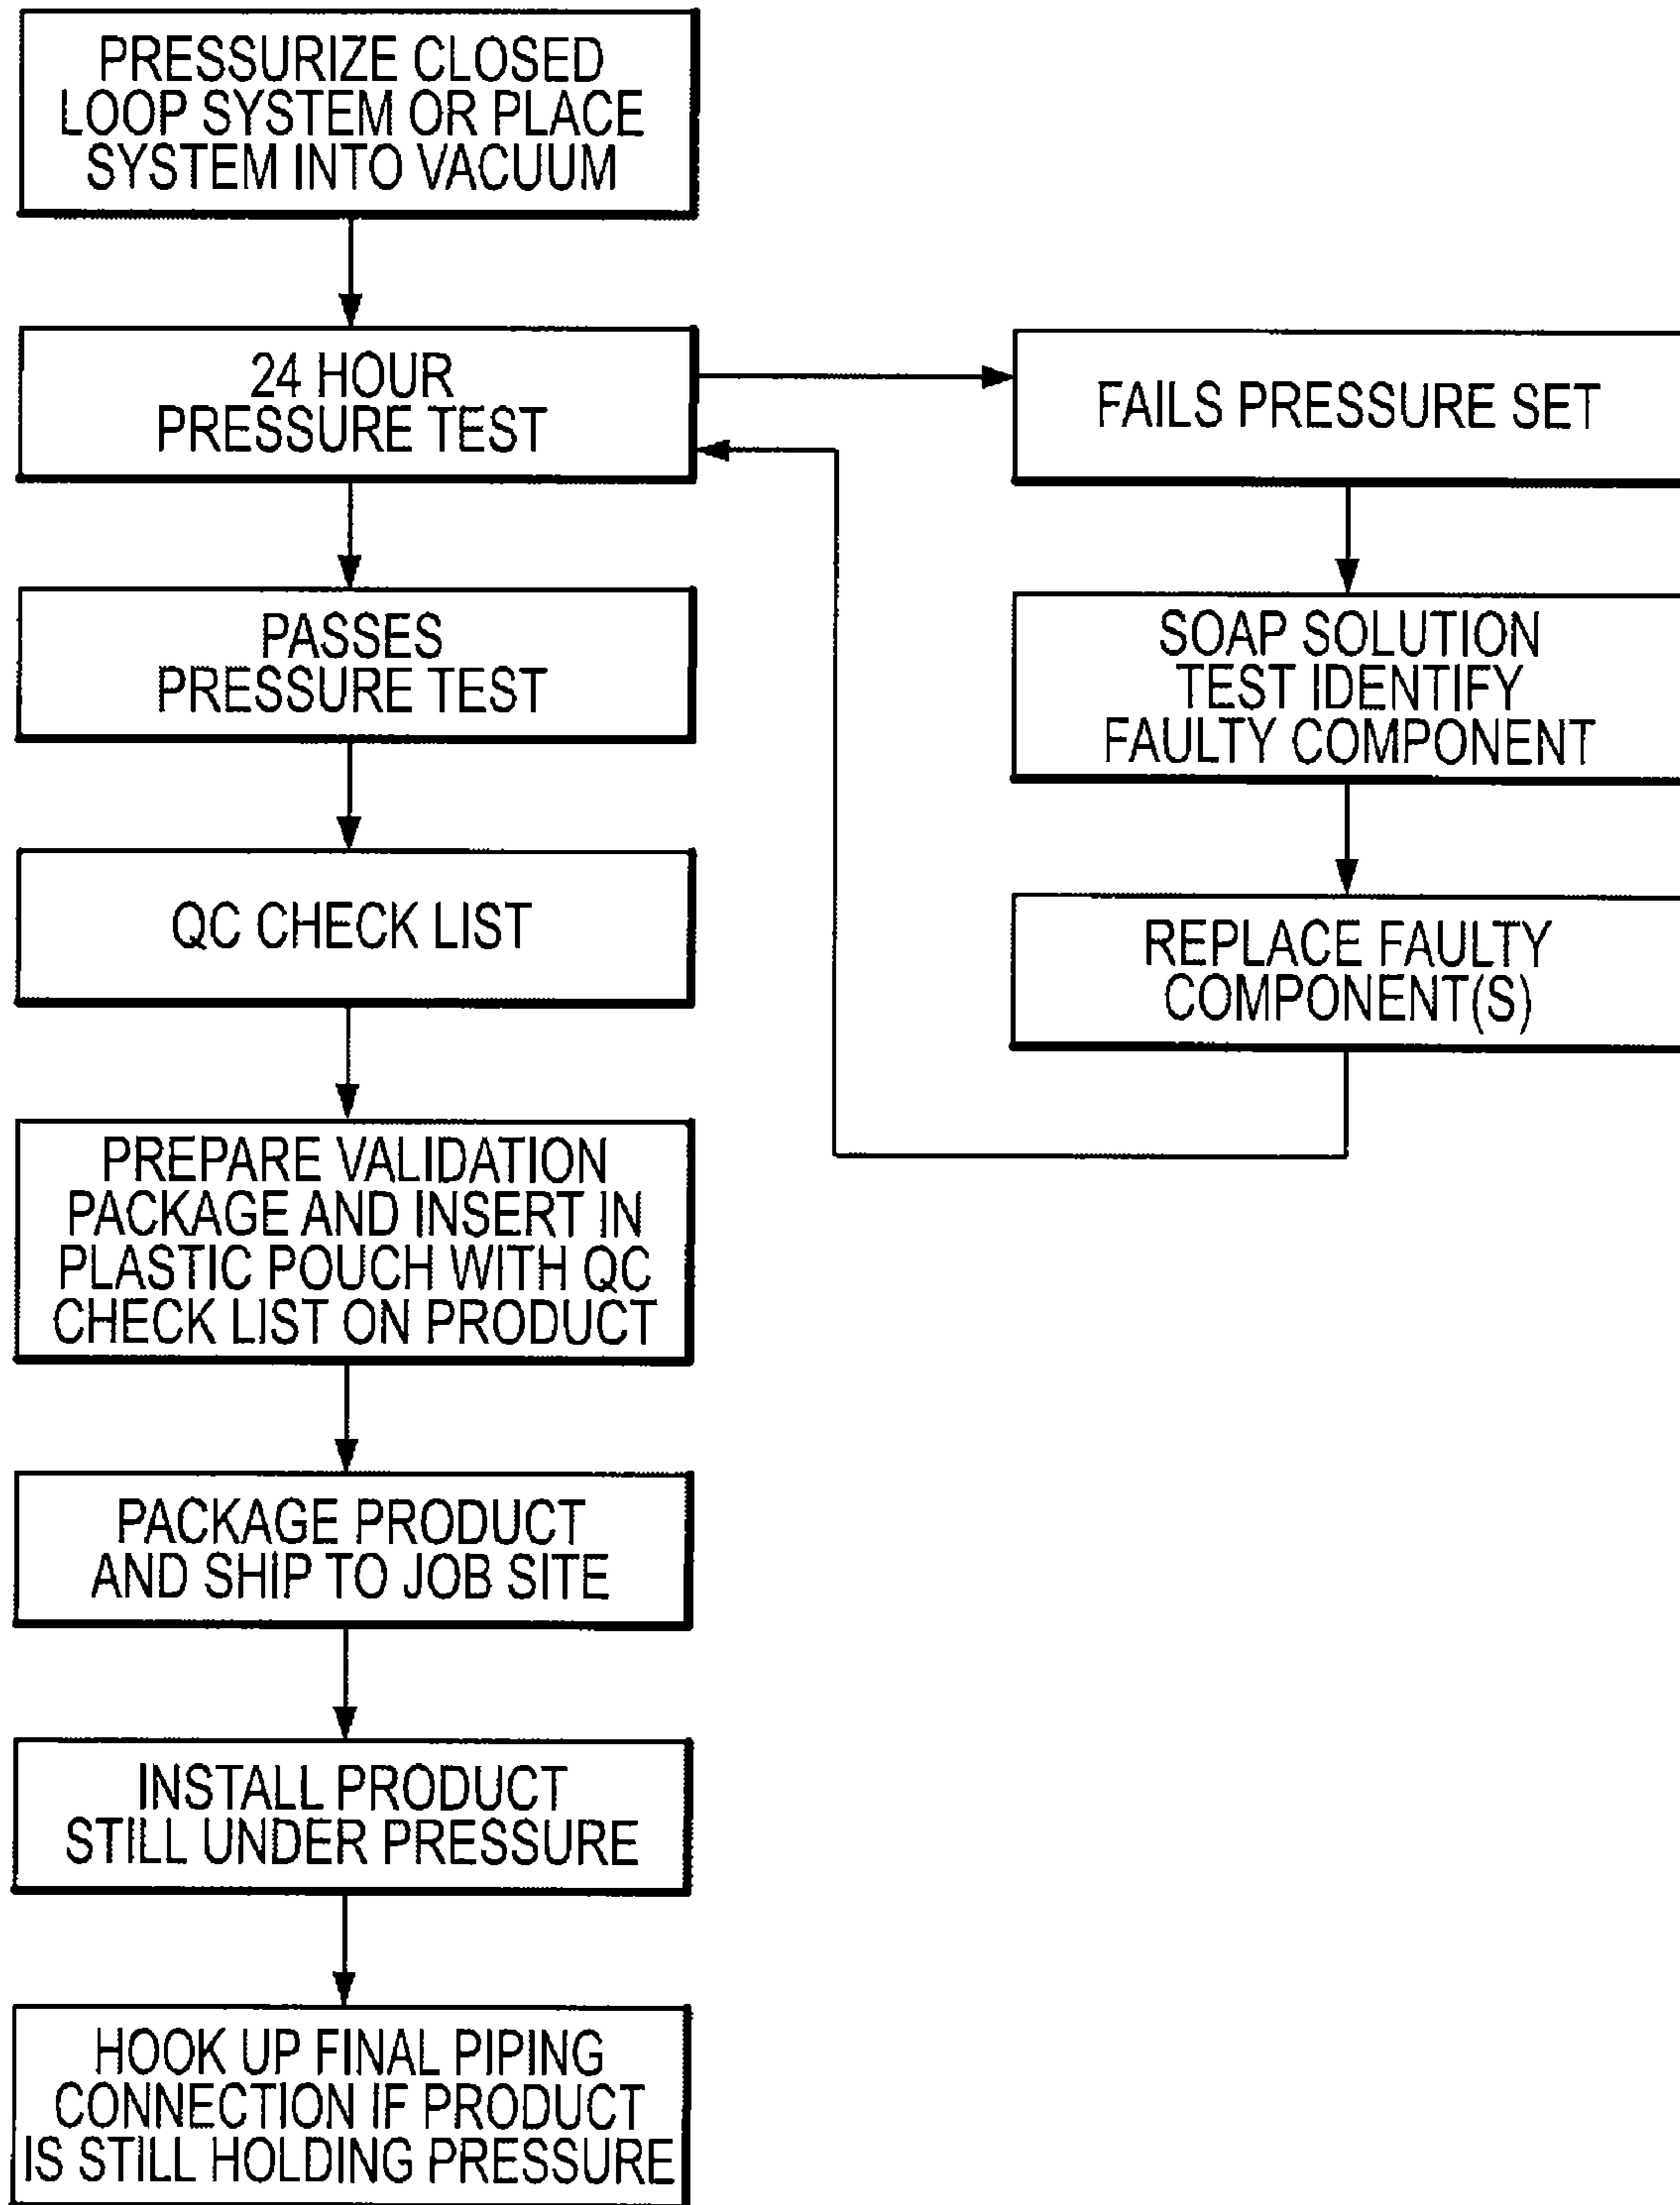 PRESSURIZE CLOSED
LOOP SYSTEM OR PLACE
SYSTEM INTO VACUUM
24 HOUR
PRESSURE TEST
FAILS PRESSURE SET
PASSES
PRESSURE TEST
SOAP SOLUTION
TEST IDENTIFY
FAULTY COMPONENT
QC CHECK LIST
REPLACE FAULTY
COMPONENT(S)
PREPARE VALIDATION
PACKAGE AND INSERT IN
PLASTIC POUCH WITH QC
CHECK LIST ON PRODUCT
PACKAGE PRODUCT
AND SHIP TO JOB SITE
INSTALL PRODUCT
STILL UNDER PRESSURE
HOOK UP FINAL PIPING
CONNECTION IF PRODUCT
IS STILL HOLDING PRESSURE